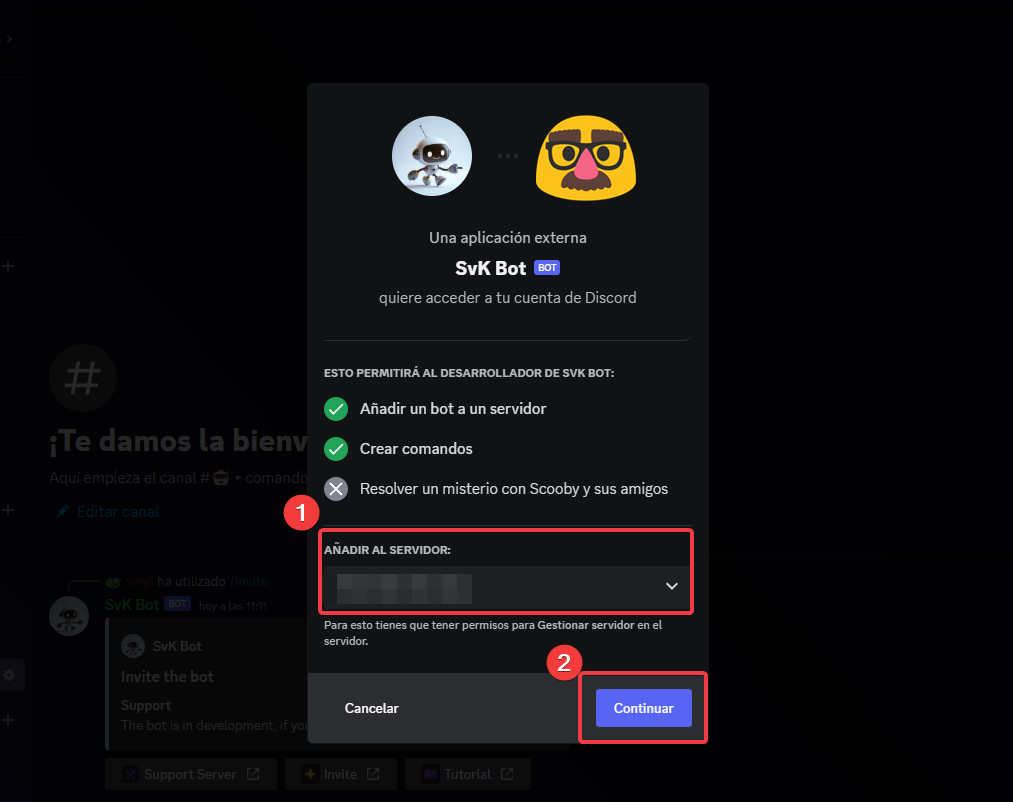 Una aplicación externa
SvK Bot BOT
quiere acceder a tu cuenta de Discord
ESTO PERMITIRÁ AL DESARROLLADOR DE SVK BOT:
Añadir un bot a un servidor
Crear comandos
Resolver un misterio con Scooby y sus amigos
1
AÑADIR AL SERVIDOR:
Para esto tienes que tener permisos para Gestionar servidor en el
servidor.
2
Cancelar
Continuar
¡Te damos la bienv
Aquí empieza el canal # ▸ comando
Editar canal
sergi ha utilizado /invite
SvK Bot BOT hoy a las 11:11
SvK Bot
Invite the bot
Support
The bot is in development, if you
Support Server
Invite
Tutorial